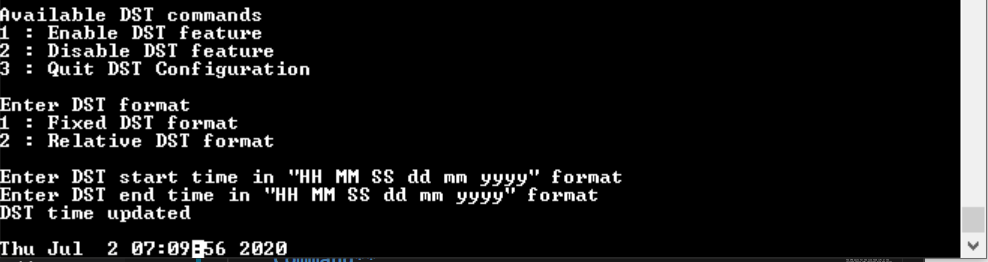 Available DST commands
1 : Enable DST feature
2 : Disable DST feature
3 : Quit DST Configuration
Enter DST format
1 : Fixed DST format
2 : Relative DST format
Enter DST start time in "HH MM SS dd mm yyyy" format
Enter DST end time in "HH MM SS dd mm yyyy" format
DST time updated
Thu Jul  2 07:09:56 2020